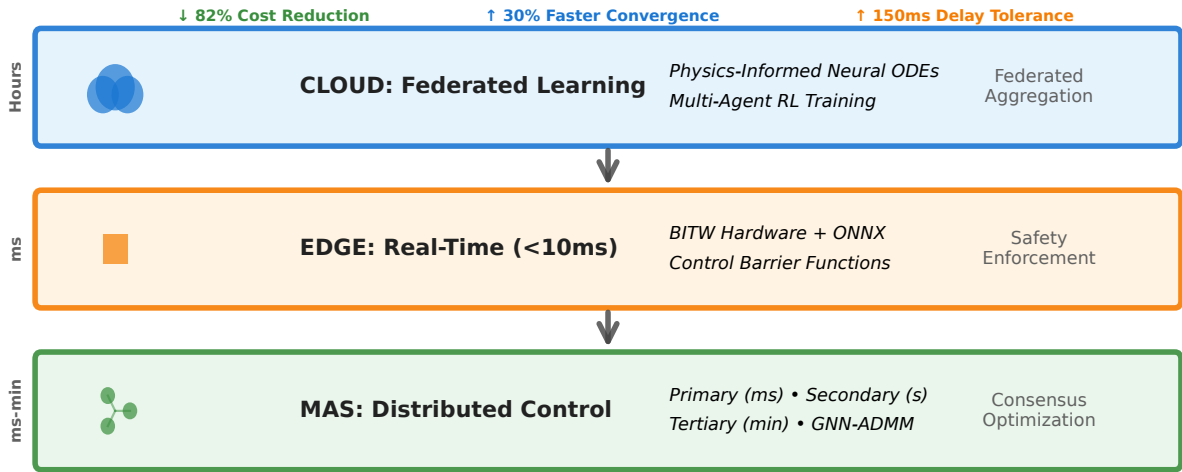 ↓ 82% Cost Reduction
↑ 30% Faster Convergence
↑ 150ms Delay Tolerance
Hours
CLOUD: Federated Learning
Physics-Informed Neural ODEs
Multi-Agent RL Training
Federated
Aggregation
ms
EDGE: Real-Time (<10ms)
BITW Hardware + ONNX
Control Barrier Functions
Safety
Enforcement
ms-min
MAS: Distributed Control
Primary (ms) • Secondary (s)
Tertiary (min) • GNN-ADMM
Consensus
Optimization